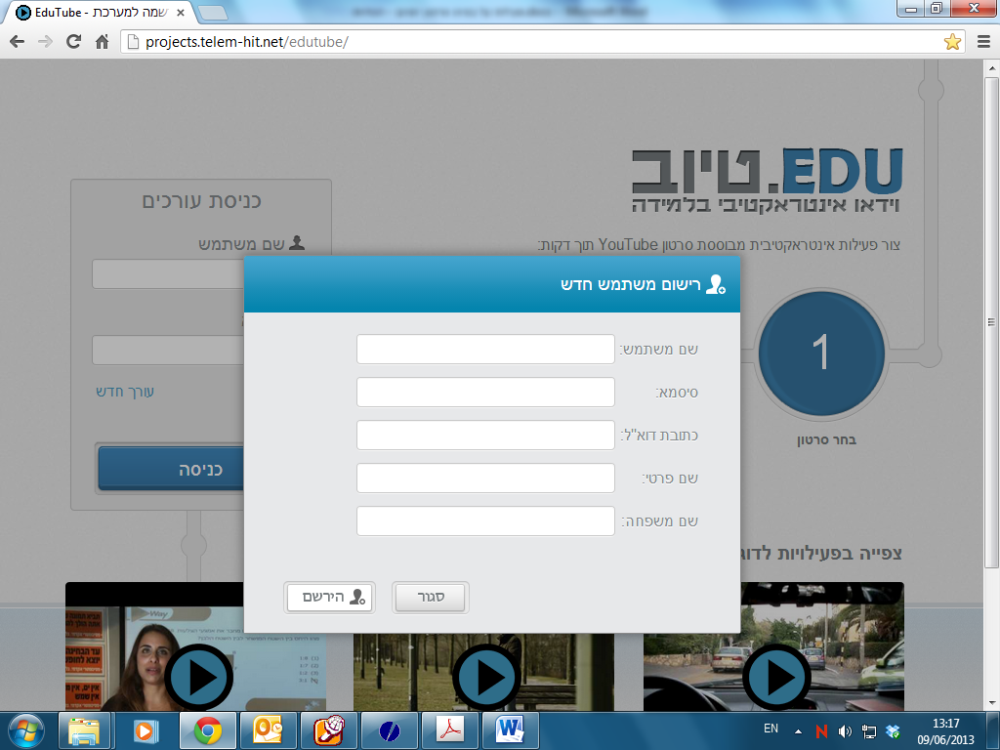 EduTube - שמה למערכת
projects.telem-hit.net/edutube/
EDU.טיוב
וידאו אינטראקטיבי בלמידה
צור פעילות אינטראקטיבית מבוססת סרטון YouTube תוך דקות:
כניסת עורכים
שם משתמש
עורך חדש
כניסה
1
בחר סרטון
רישום משתמש חדש
שם משתמש:
סיסמא:
כתובת דוא"ל:
שם פרטי:
שם משפחה:
סגור
הירשם
צפייה בפעילויות לדוג
Way
EN
13:17
09/06/2013